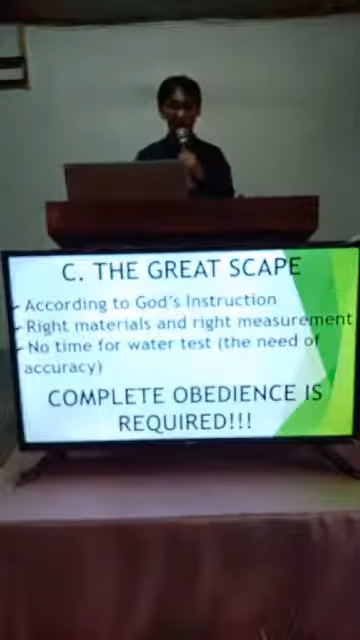 C. THE GREAT SCAPE
According to God's Instruction
Right materials and right measurement
No time for water test (the need of
accuracy)
COMPLETE OBEDIENCE IS
REQUIRED!!!